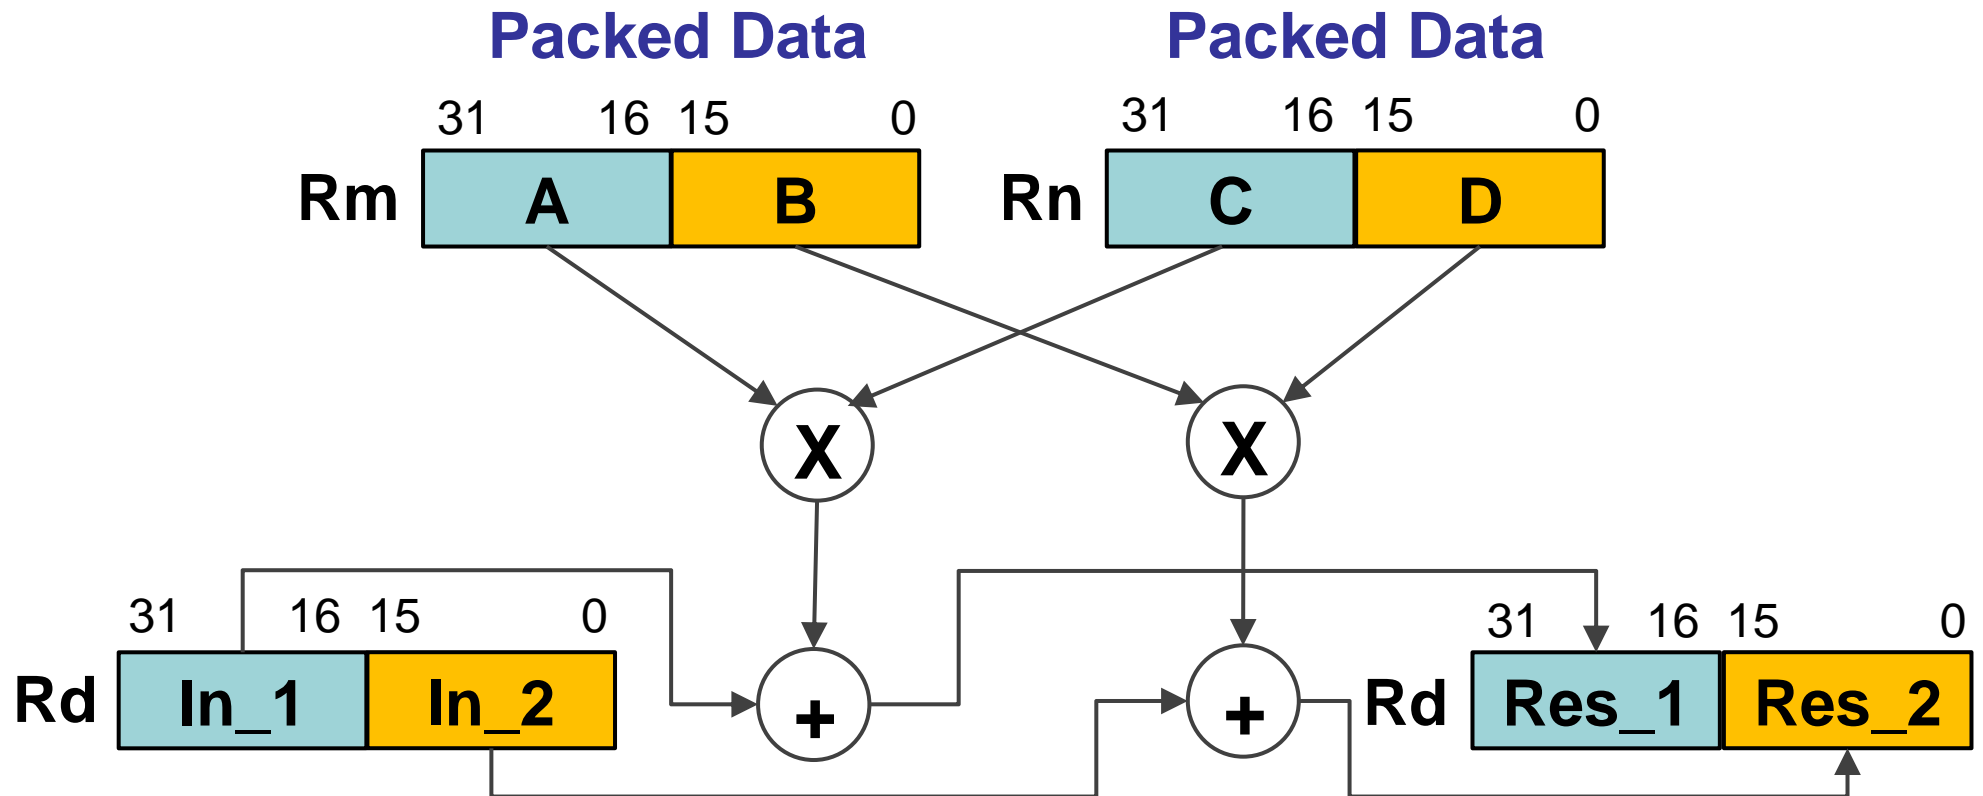 Packed Data Packed Data
31 16 15 0 31 16 15 0
Rm A B Rn C D
X X
31 16 15 0 31 16 15 0
Rd In_1 In_2 + + Rd Res_1 Res_2